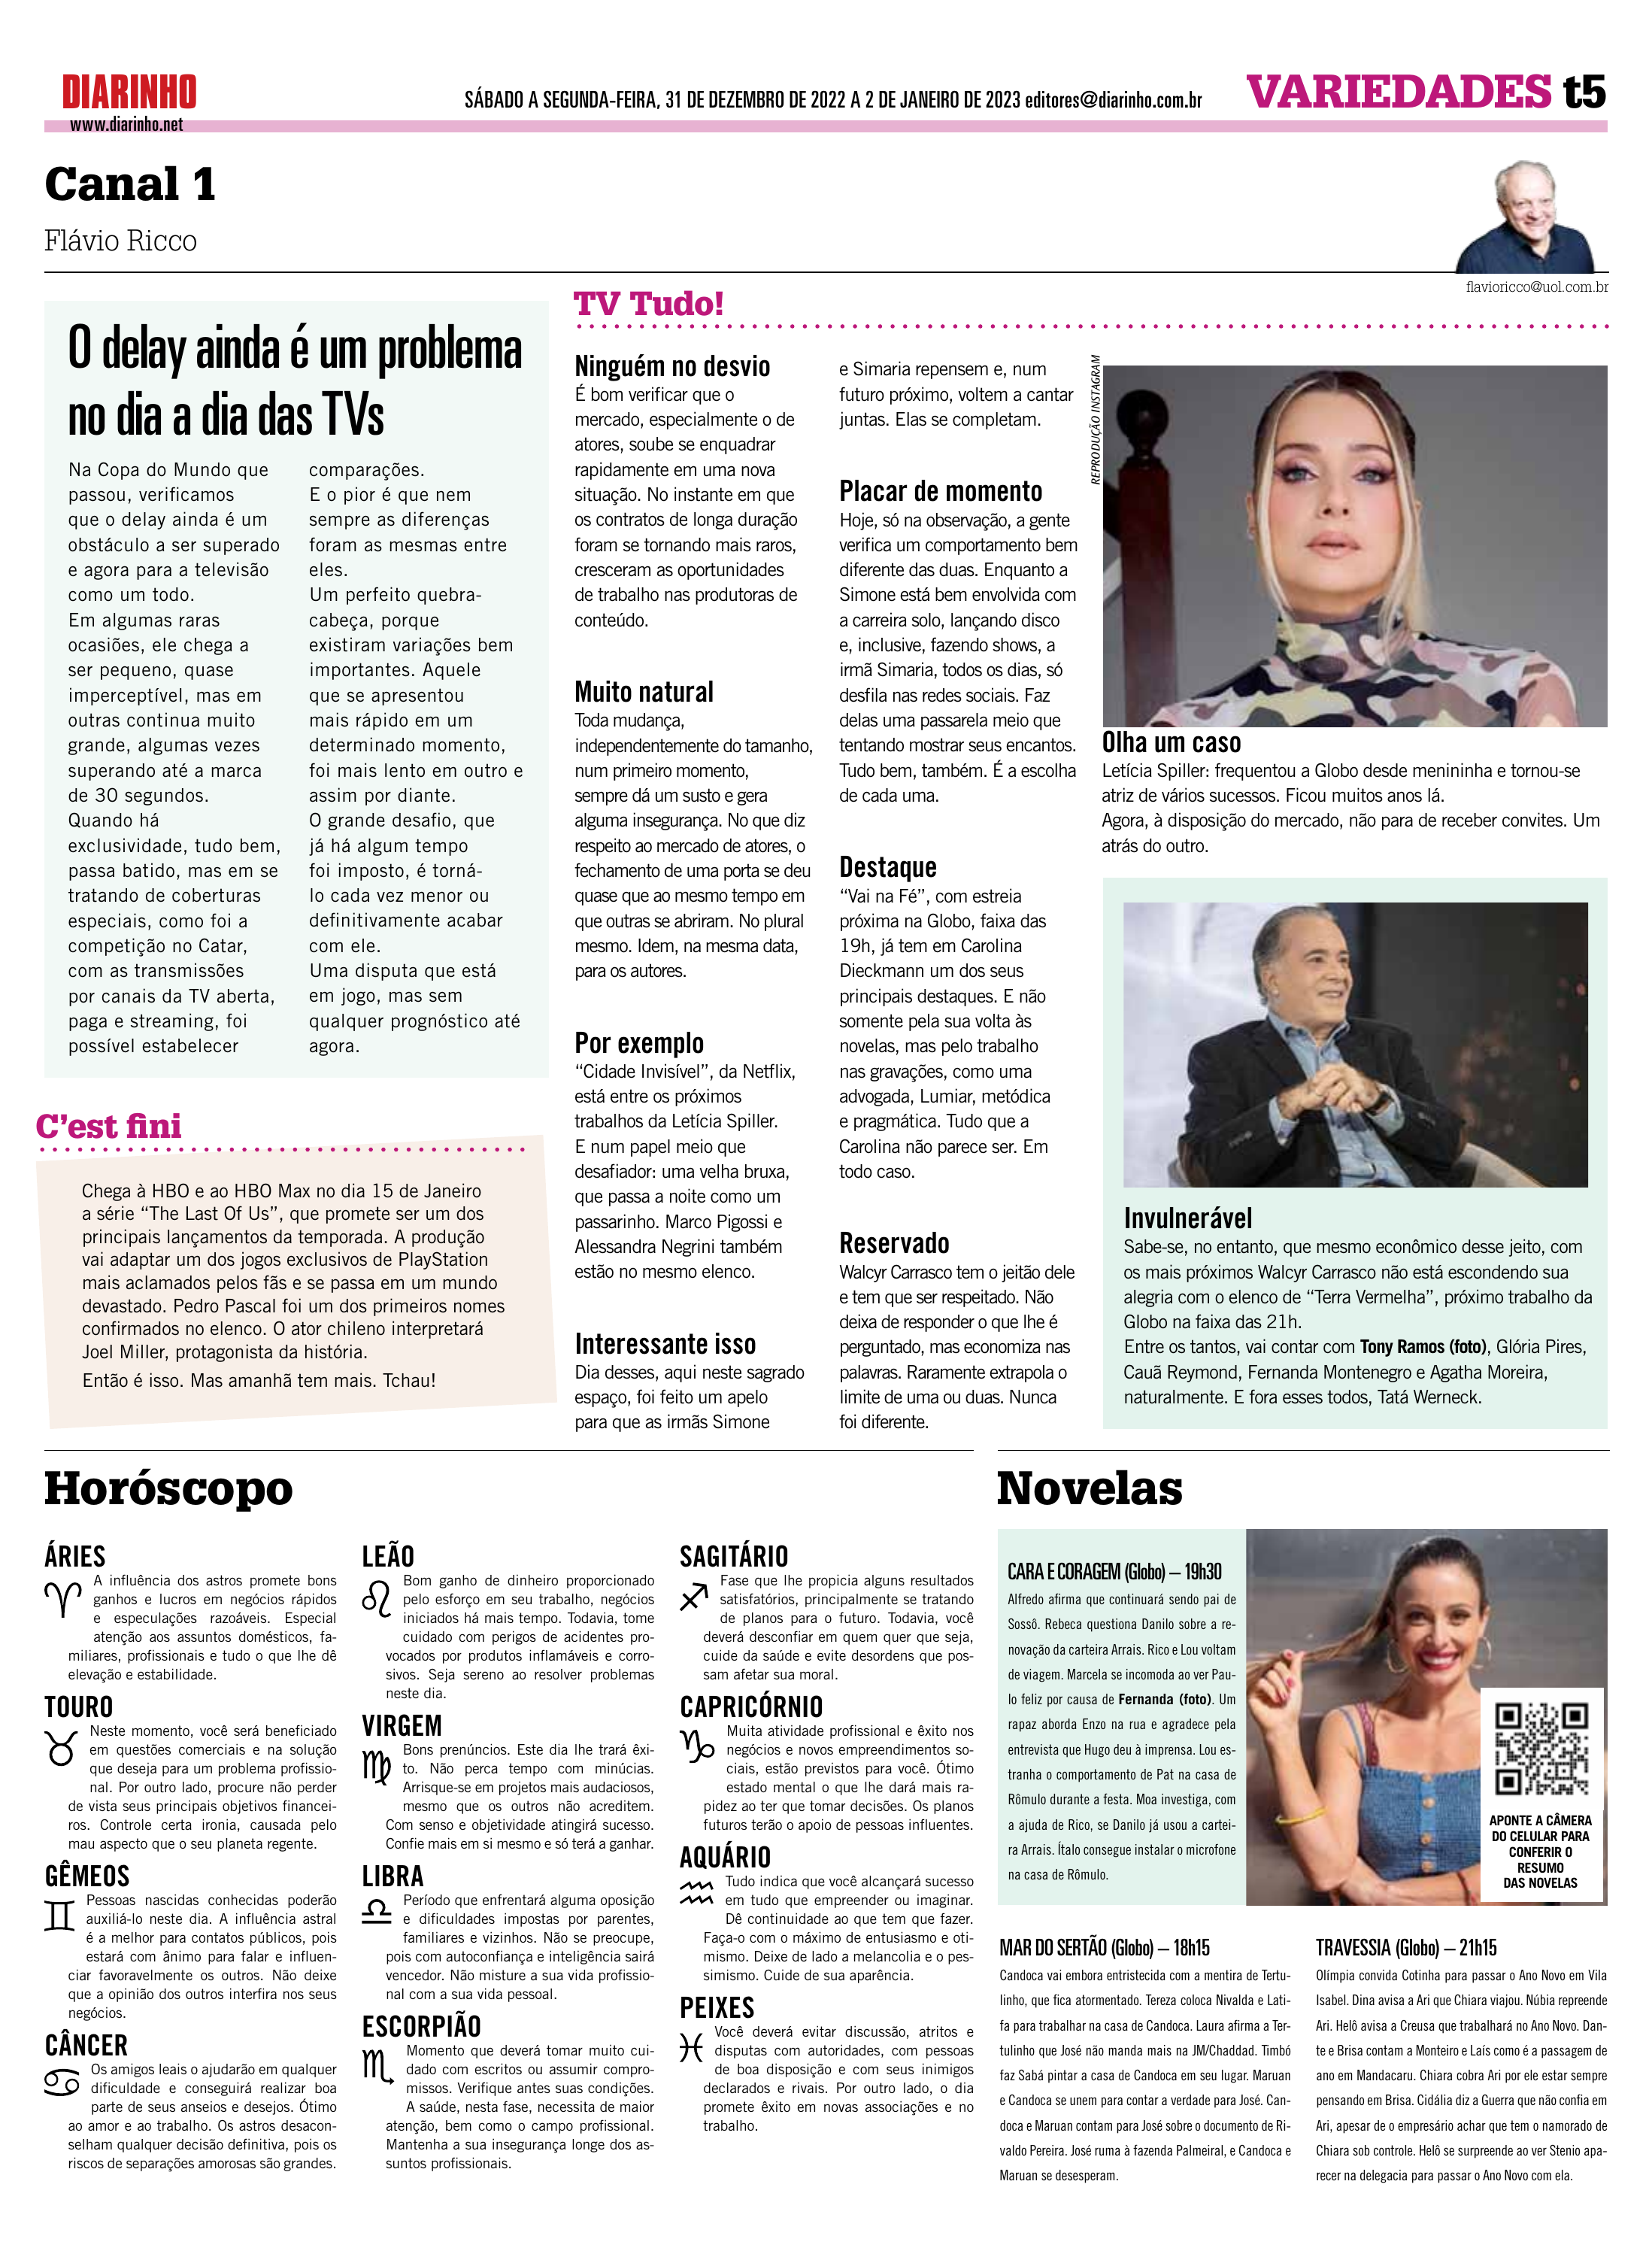 DIARINHO
www.diarinho.net
SÁBADO A SEGUNDA-FEIRA, 31 DE DEZEMBRO DE 2022 A 2 DE JANEIRO DE 2023 editores@diarinho.com.br
VARIEDADES t5
Canal 1
Flávio Ricco
flavioricco@uol.com.br
O delay ainda é um problema
no dia a dia das TVs
Na Copa do Mundo que
passou, verificamos
que o delay ainda é um
obstáculo a ser superado
e agora para a televisão
como um todo.
Em algumas raras
ocasiões, ele chega a
ser pequeno, quase
imperceptível, mas em
outras continua muito
grande, algumas vezes
superando até a marca
de 30 segundos.
Quando há
exclusividade, tudo bem,
passa batido, mas em se
tratando de coberturas
especiais, como foi a
competição no Catar,
com as transmissões
por canais da TV aberta,
paga e streaming, foi
possível estabelecer
comparações.
E o pior é que nem
sempre as diferenças
foram as mesmas entre
eles.
Um perfeito quebra-
cabeça, porque
existiram variações bem
importantes. Aquele
que se apresentou
mais rápido em um
determinado momento,
foi mais lento em outro e
assim por diante.
O grande desafio, que
já há algum tempo
foi imposto, é torná-
lo cada vez menor ou
definitivamente acabar
com ele.
Uma disputa que está
em jogo, mas sem
qualquer prognóstico até
agora.
C'est fini
Chega à HBO e ao HBO Max no dia 15 de Janeiro
a série “The Last Of Us”, que promete ser um dos
principais lançamentos da temporada. A produção
vai adaptar um dos jogos exclusivos de PlayStation
mais aclamados pelos fãs e se passa em um mundo
devastado. Pedro Pascal foi um dos primeiros nomes
confirmados no elenco. O ator chileno interpretará
Joel Miller, protagonista da história.
Então é isso. Mas amanhã tem mais. Tchau!
TV Tudo!
Ninguém no desvio
É bom verificar que o
mercado, especialmente o de
atores, soube se enquadrar
rapidamente em uma nova
situação. No instante em que
os contratos de longa duração
foram se tornando mais raros,
cresceram as oportunidades
de trabalho nas produtoras de
conteúdo.
Muito natural
Toda mudança,
independentemente do tamanho,
num primeiro momento,
sempre dá um susto e gera
alguma insegurança. No que diz
respeito ao mercado de atores, o
fechamento de uma porta se deu
quase que ao mesmo tempo em
que outras se abriram. No plural
mesmo. Idem, na mesma data,
para os autores.
Por exemplo
“Cidade Invisível”, da Netflix,
está entre os próximos
trabalhos da Letícia Spiller.
E num papel meio que
desafiador: uma velha bruxa,
que passa a noite como um
passarinho. Marco Pigossi e
Alessandra Negrini também
estão no mesmo elenco.
Interessante isso
Dia desses, aqui neste sagrado
espaço, foi feito um apelo
para que as irmãs Simone
e Simaria repensem e, num
futuro próximo, voltem a cantar
juntas. Elas se completam.
Placar de momento
Hoje, só na observação, a gente
verifica um comportamento bem
diferente das duas. Enquanto a
Simone está bem envolvida com
a carreira solo, lançando disco
e, inclusive, fazendo shows, a
irmã Simaria, todos os dias, só
desfila nas redes sociais. Faz
delas uma passarela meio que
tentando mostrar seus encantos.
Tudo bem, também. É a escolha
de cada uma.
Destaque
“Vai na Fé”, com estreia
próxima na Globo, faixa das
19h, já tem em Carolina
Dieckmann um dos seus
principais destaques. E não
somente pela sua volta às
novelas, mas pelo trabalho
nas gravações, como uma
advogada, Lumiar, metódica
e pragmática. Tudo que a
Carolina não parece ser. Em
todo caso.
Reservado
Walcyr Carrasco tem o jeitão dele
e tem que ser respeitado. Não
deixa de responder o que lhe é
perguntado, mas economiza nas
palavras. Raramente extrapola o
limite de uma ou duas. Nunca
foi diferente.
REPRODUÇÃO INSTAGRAM
Olha um caso
Letícia Spiller: frequentou a Globo desde menininha e tornou-se
atriz de vários sucessos. Ficou muitos anos lá.
Agora, à disposição do mercado, não para de receber convites. Um
atrás do outro.
Invulnerável
Sabe-se, no entanto, que mesmo econômico desse jeito, com
os mais próximos Walcyr Carrasco não está escondendo sua
alegria com o elenco de “Terra Vermelha”, próximo trabalho da
Globo na faixa das 21h.
Entre os tantos, vai contar com Tony Ramos (foto), Glória Pires,
Cauã Reymond, Fernanda Montenegro e Agatha Moreira,
naturalmente. E fora esses todos, Tatá Werneck.
Horóscopo
ÁRIES
A influência dos astros promete bons
ganhos e lucros em negócios rápidos
e especulações razoáveis. Especial
atenção aos assuntos domésticos, fa-
miliares, profissionais e tudo o que lhe dê
elevação e estabilidade.
TOURO
Neste momento, você será beneficiado
em questões comerciais e na solução
que deseja para um problema profissio-
nal. Por outro lado, procure não perder
de vista seus principais objetivos financei-
ros. Controle certa ironia, causada pelo
mau aspecto que o seu planeta regente.
GÊMEOS
Pessoas nascidas conhecidas poderão
auxiliá-lo neste dia. A influência astral
é a melhor para contatos públicos, pois
estará com ânimo para falar e influen-
ciar favoravelmente os outros. Não deixe
que a opinião dos outros interfira nos seus
negócios.
CÂNCER
Os amigos leais o ajudarão em qualquer
dificuldade e conseguirá realizar boa
parte de seus anseios e desejos. Ótimo
ao amor e ao trabalho. Os astros desacon-
selham qualquer decisão definitiva, pois os
riscos de separações amorosas são grandes.
LEÃO
Bom ganho de dinheiro proporcionado
pelo esforço em seu trabalho, negócios
iniciados há mais tempo. Todavia, tome
cuidado com perigos de acidentes pro-
vocados por produtos inflamáveis e corro-
sivos. Seja sereno ao resolver problemas
neste dia.
VIRGEM
Bons prenúncios. Este dia lhe trará êxi-
to. Não perca tempo com minúcias.
Arrisque-se em projetos mais audaciosos,
mesmo que os outros não acreditem.
Com senso e objetividade atingirá sucesso.
Confie mais em si mesmo e só terá a ganhar.
LIBRA
Período que enfrentará alguma oposição
e dificuldades impostas por parentes,
familiares e vizinhos. Não se preocupe,
pois com autoconfiança e inteligência sairá
vencedor. Não misture a sua vida profissio-
nal com a sua vida pessoal.
ESCORPIÃO
Momento que deverá tomar muito cui-
dado com escritos ou assumir compro-
missos. Verifique antes suas condições.
A saúde, nesta fase, necessita de maior
atenção, bem como o campo profissional.
Mantenha a sua insegurança longe dos as-
suntos profissionais.
SAGITÁRIO
Fase que lhe propicia alguns resultados
satisfatórios, principalmente se tratando
de planos para o futuro. Todavia, você
deverá desconfiar em quem quer que seja,
cuide da saúde e evite desordens que pos-
sam afetar sua moral.
CAPRICÓRNIO
Muita atividade profissional e êxito nos
negócios e novos empreendimentos so-
ciais, estão previstos para você. Ótimo
estado mental o que lhe dará mais ra-
pidez ao ter que tomar decisões. Os planos
futuros terão o apoio de pessoas influentes.
AQUÁRIO
Tudo indica que você alcançará sucesso
em tudo que empreender ou imaginar.
Dê continuidade ao que tem que fazer.
Faça-o com o máximo de entusiasmo e oti-
mismo. Deixe de lado a melancolia e o pes-
simismo. Cuide de sua aparência.
PEIXES
Você deverá evitar discussão, atritos e
disputas com autoridades, com pessoas
de boa disposição e com seus inimigos
declarados e rivais. Por outro lado, o dia
promete êxito em novas associações e no
trabalho.
Novelas
CARA E CORAGEM (Globo) – 19h30
Alfredo afirma que continuará sendo pai de
Sossô. Rebeca questiona Danilo sobre a re-
novação da carteira Arrais. Rico e Lou voltam
de viagem. Marcela se incomoda ao ver Pau-
lo feliz por causa de Fernanda (foto). Um
rapaz aborda Enzo na rua e agradece pela
entrevista que Hugo deu à imprensa. Lou es-
tranha o comportamento de Pat na casa de
Rômulo durante a festa. Moa investiga, com
a ajuda de Rico, se Danilo já usou a cartei-
ra Arrais. Ítalo consegue instalar o microfone
na casa de Rômulo.
APONTE A CÂMERA
DO CELULAR PARA
CONFERIR O
RESUMO
DAS NOVELAS
MAR DO SERTÃO (Globo) – 18h15
Candoca vai embora entristecida com a mentira de Tertu-
linho, que fica atormentado. Tereza coloca Nivalda e Lati-
fa para trabalhar na casa de Candoca. Laura afirma a Ter-
tulinho que José não manda mais na JM/Chaddad. Timbó
faz Sabá pintar a casa de Candoca em seu lugar. Maruan
e Candoca se unem para contar a verdade para José. Can-
doca e Maruan contam para José sobre o documento de Ri-
valdo Pereira. José ruma à fazenda Palmeiral, e Candoca e
Maruan se desesperam.
TRAVESSIA (Globo) – 21h15
Olímpia convida Cotinha para passar o Ano Novo em Vila
Isabel. Dina avisa a Ari que Chiara viajou. Núbia repreende
Ari. Helô avisa a Creusa que trabalhará no Ano Novo. Dan-
te e Brisa contam a Monteiro e Laís como é a passagem de
ano em Mandacaru. Chiara cobra Ari por ele estar sempre
pensando em Brisa. Cidália diz a Guerra que não confia em
Ari, apesar de o empresário achar que tem o namorado de
Chiara sob controle. Helô se surpreende ao ver Stenio apa-
recer na delegacia para passar o Ano Novo com ela.